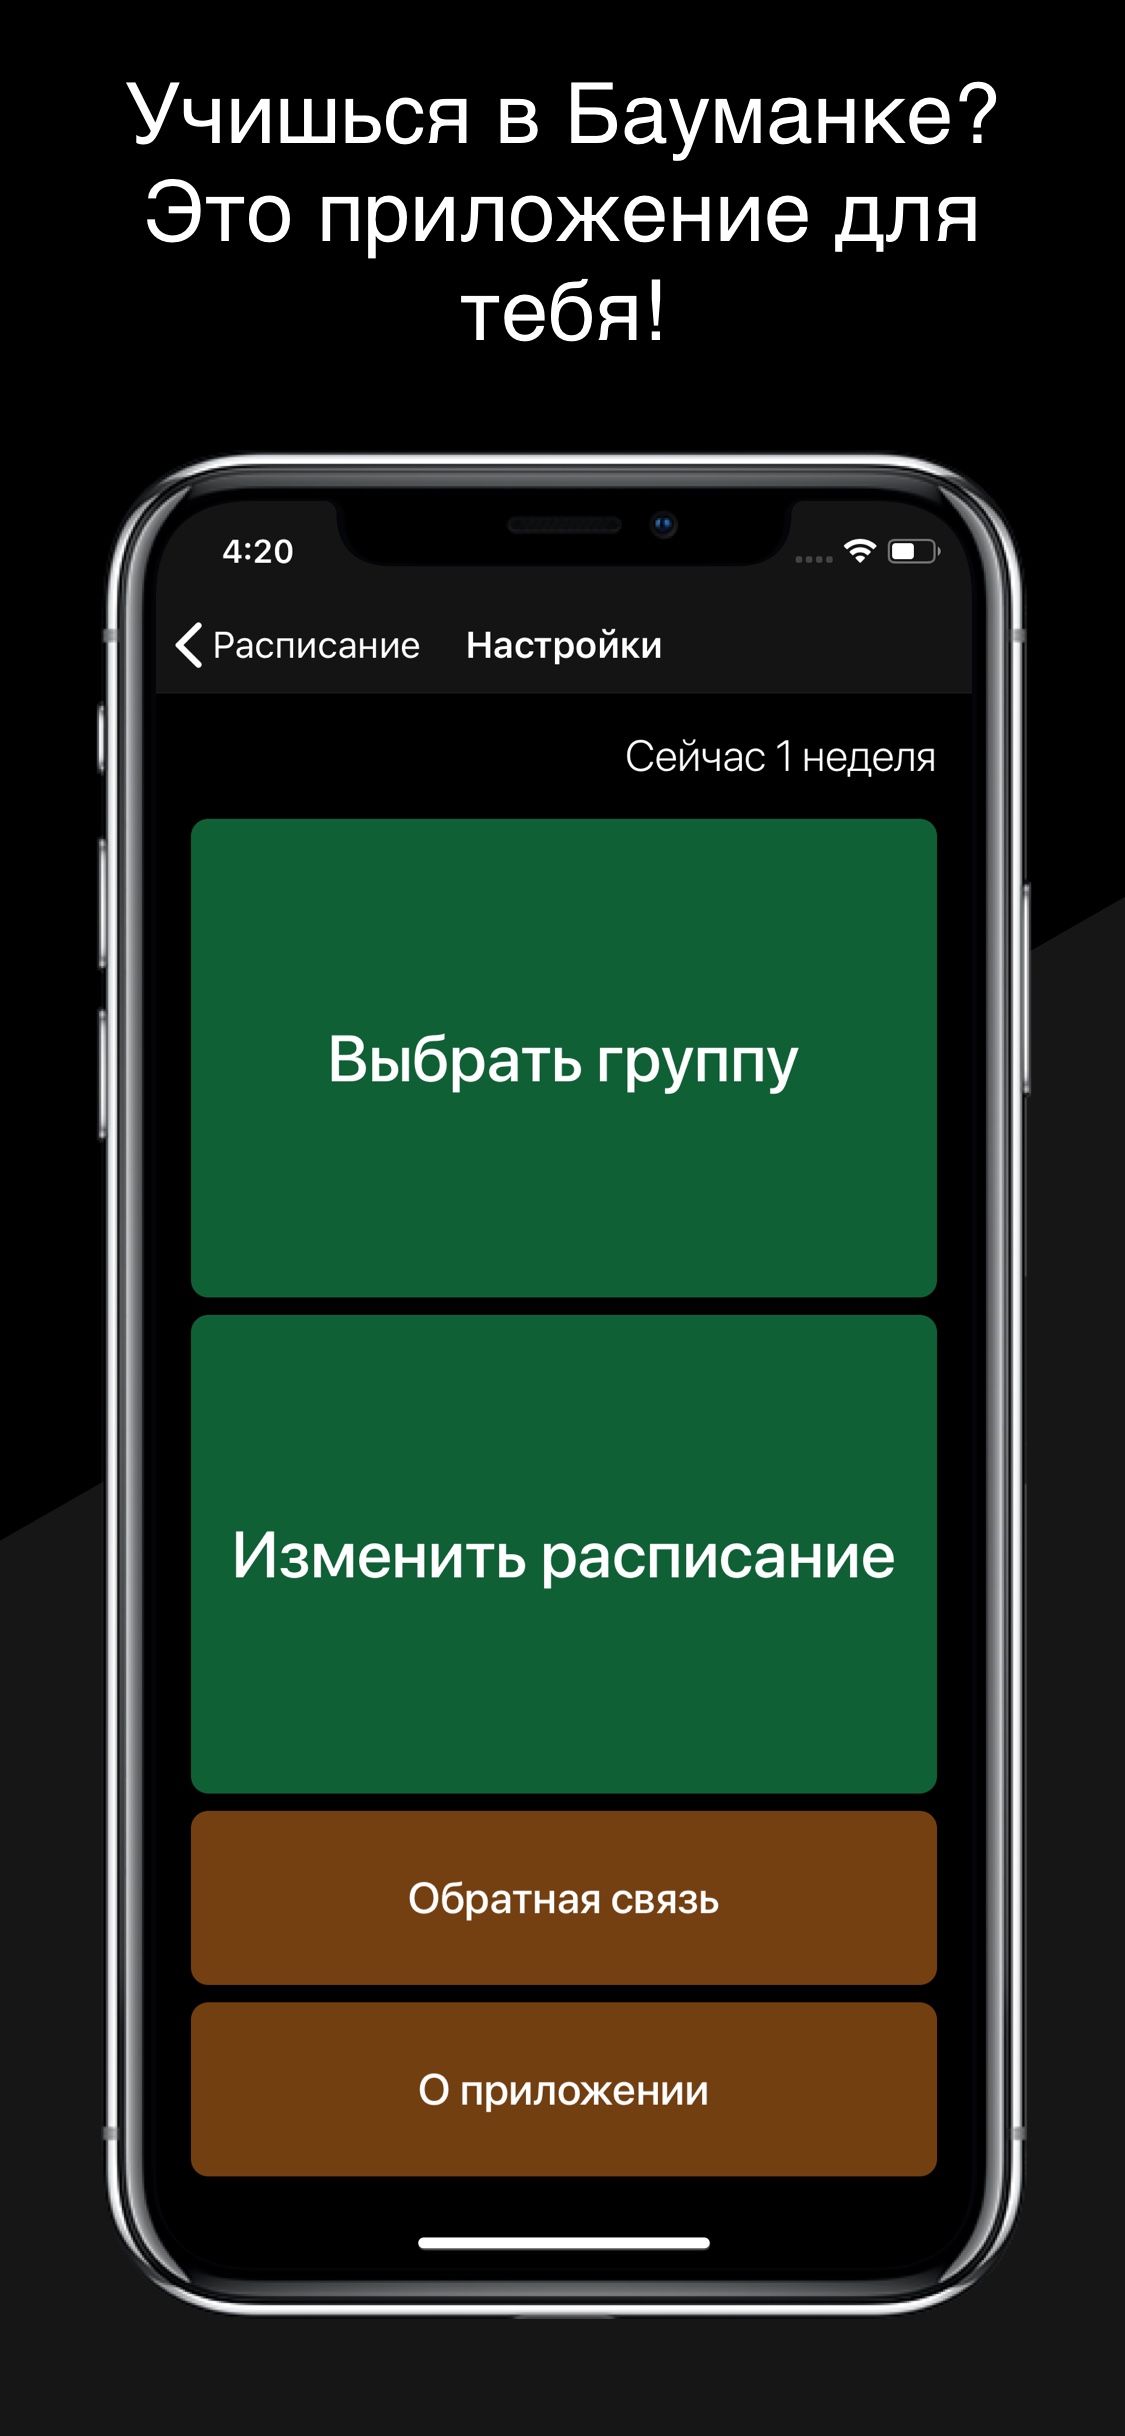 Учишься в Бауманке?
Это приложение для
тебя!
4:20
Расписание Настройки
Сейчас 1 неделя
Выбрать группу
Изменить расписание
Обратная связь
О приложении